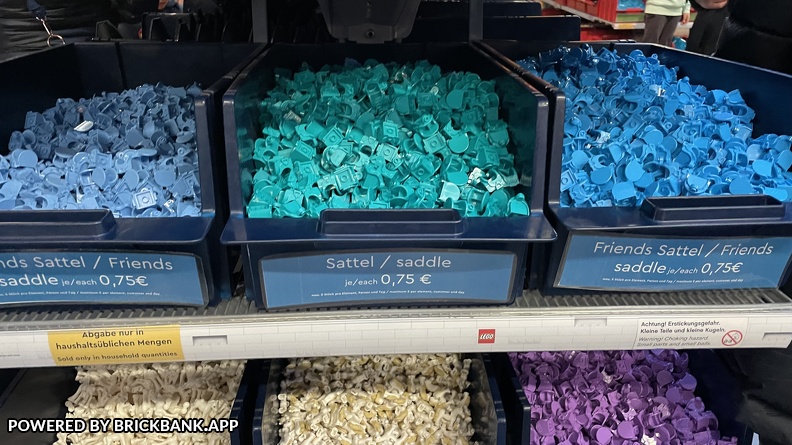 nds Sattel / Friends
saddle je/each 0,75€
Sattel / saddle
je/each 0,75 €
Friends Sattel / Friends
saddle je/each 0,75€
Abgabe nur in
haushaltsüblichen Mengen
Sold only in household quantities
LEGO
Achtung! Erstickungsgefahr.
Kleine Teile und kleine Kugeln.
Warning! Choking hazard.
Small parts and small balls.
POWERED BY BRICKBANK.APP